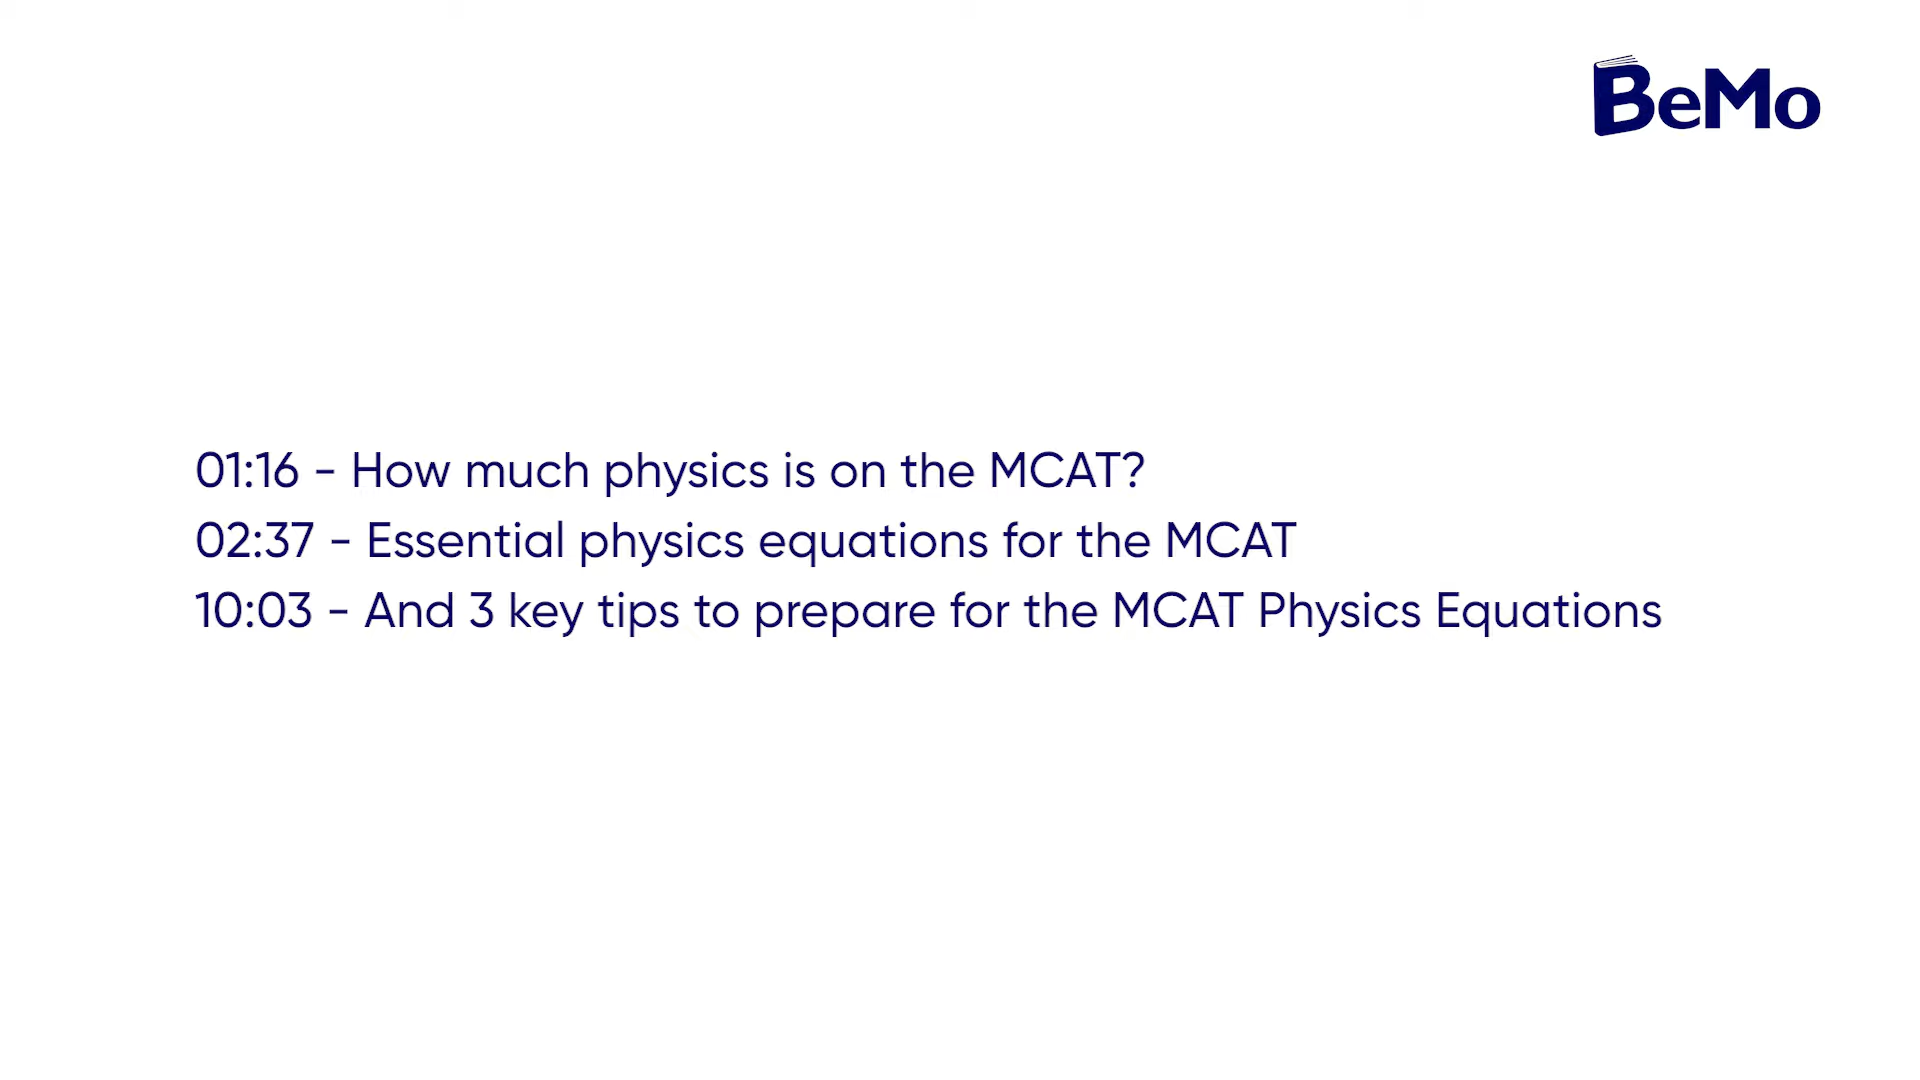 BeMo
01:16 - How much physics is on the MCAT?
02:37 - Essential physics equations for the MCAT
10:03 - And 3 key tips to prepare for the MCAT Physics Equations